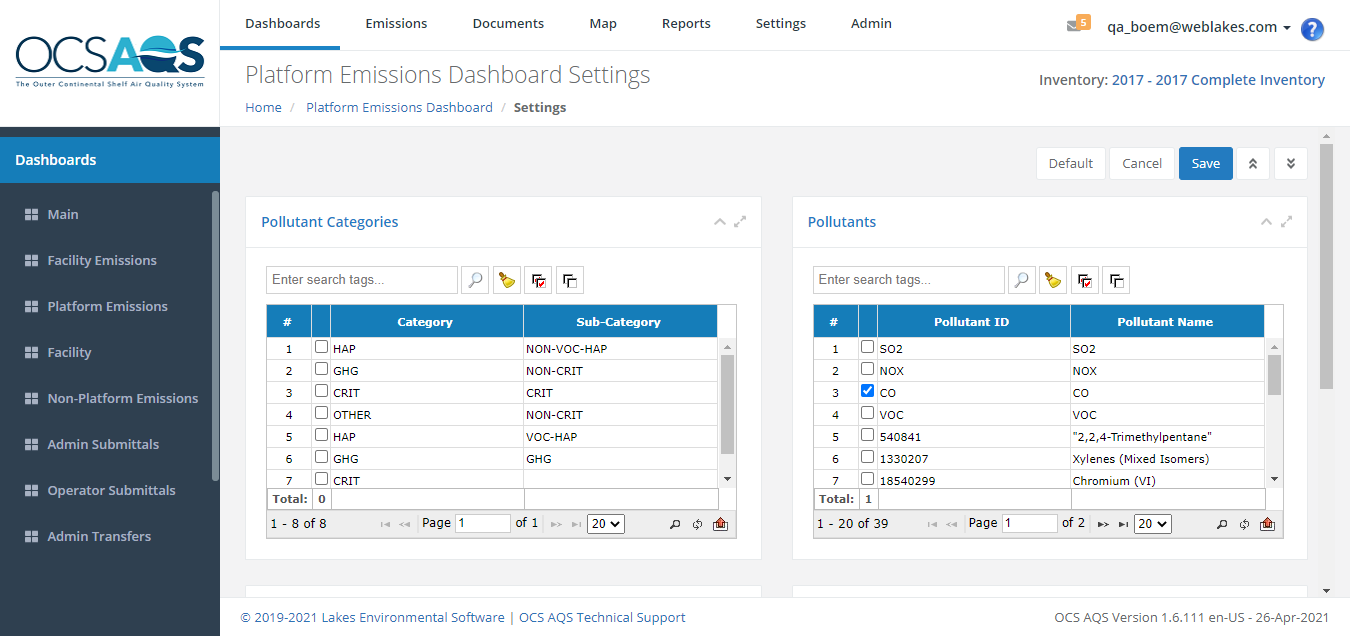 OCSAQS
The Outer Continental Shelf Air Quality System
Dashboards Emissions Documents Map Reports Settings Admin
5 qa_boem@weblakes.com ?
Platform Emissions Dashboard Settings
Inventory: 2017 - 2017 Complete Inventory
Home / Platform Emissions Dashboard / Settings
Dashboards
Main
Facility Emissions
Platform Emissions
Facility
Non-Platform Emissions
Admin Submittals
Operator Submittals
Admin Transfers
Default Cancel Save
Pollutant Categories
Enter search tags...
# Category Sub-Category
1 HAP NON-VOC-HAP
2 GHG NON-CRIT
3 CRIT CRIT
4 OTHER NON-CRIT
5 HAP VOC-HAP
6 GHG GHG
7 CRIT
Total: 0
1 - 8 of 8 Page 1 of 1 20
Pollutants
Enter search tags...
# Pollutant ID Pollutant Name
1 SO2 SO2
2 NOX NOX
3 CO CO
4 VOC VOC
5 540841 "2,2,4-Trimethylpentane"
6 1330207 Xylenes (Mixed Isomers)
7 18540299 Chromium (VI)
Total: 1
1 - 20 of 39 Page 1 of 2 20
© 2019-2021 Lakes Environmental Software | OCS AQS Technical Support
OCS AQS Version 1.6.111 en-US - 26-Apr-2021